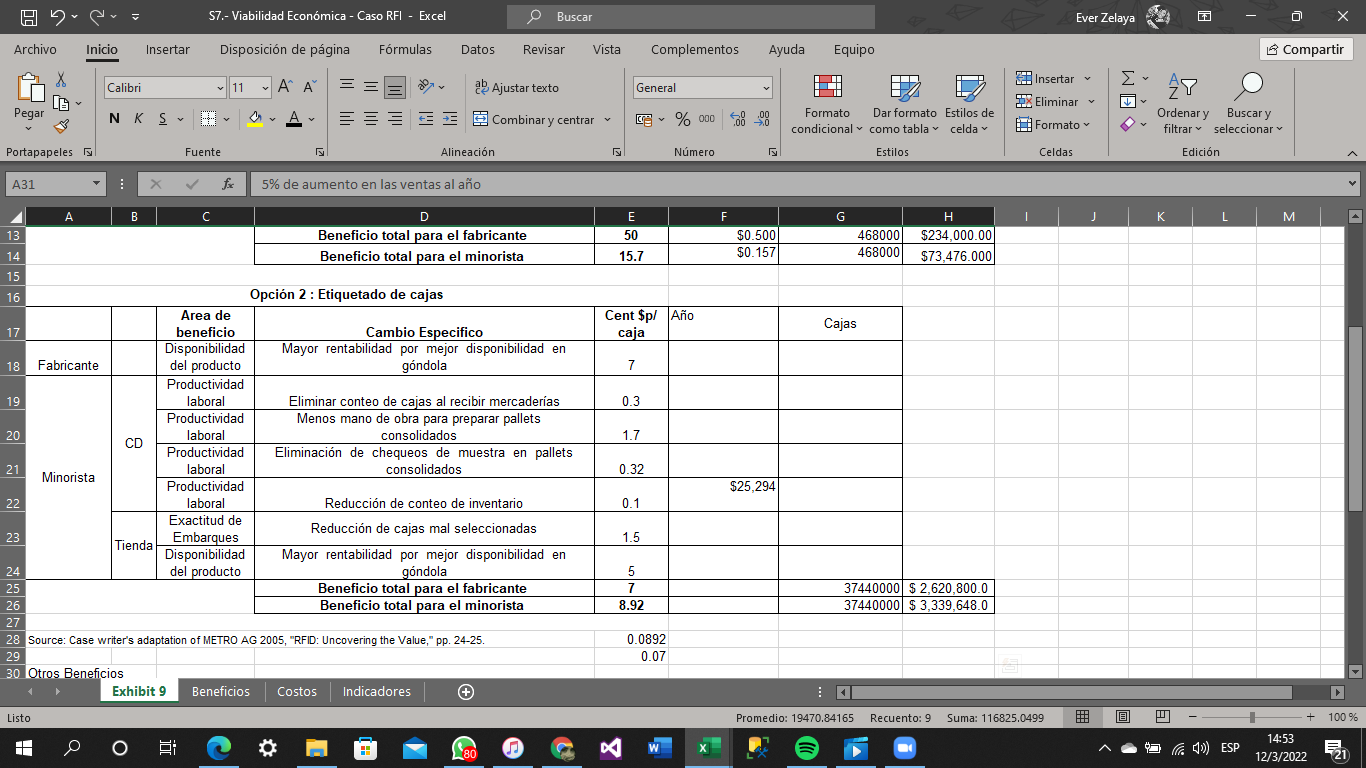 S7.- Viabilidad Económica - Caso RFI - Excel
Buscar
Ever Zelaya
Archivo Inicio Insertar Disposición de página Fórmulas Datos Revisar Vista Complementos Ayuda Equipo
Compartir
Pegar
Portapapeles
Calibri 11
N K S
Fuente
Ajustar texto
Combinar y centrar
Alineación
General
% 000
Número
Formato condicional
Dar formato como tabla
Estilos de celda
Estilos
Insertar
Eliminar
Formato
Celdas
Ordenar y filtrar
Buscar y seleccionar
Edición
A31 fx 5% de aumento en las ventas al año
A B C D E F G H I J K L M
13 Beneficio total para el fabricante 50 $0.500 468000 $234,000.00
14 Beneficio total para el minorista 15.7 $0.157 468000 $73,476.000
15
16 Opción 2 : Etiquetado de cajas
17 Area de beneficio Cambio Especifico Cent $p/ caja Año Cajas
18 Fabricante Disponibilidad del producto Mayor rentabilidad por mejor disponibilidad en góndola 7
19 Productividad laboral Eliminar conteo de cajas al recibir mercaderías 0.3
20 Productividad laboral Menos mano de obra para preparar pallets consolidados 1.7
CD
21 Productividad laboral Eliminación de chequeos de muestra en pallets consolidados 0.32
Minorista
22 Productividad laboral Reducción de conteo de inventario 0.1 $25,294
23 Exactitud de Embarques Reducción de cajas mal seleccionadas 1.5
Tienda
24 Disponibilidad del producto Mayor rentabilidad por mejor disponibilidad en góndola 5
25 Beneficio total para el fabricante 7 37440000 $ 2,620,800.0
26 Beneficio total para el minorista 8.92 37440000 $ 3,339,648.0
27
28 Source: Case writer's adaptation of METRO AG 2005, "RFID: Uncovering the Value," pp. 24-25. 0.0892
29 0.07
30 Otros Beneficios
Exhibit 9 Beneficios Costos Indicadores
Listo
Promedio: 19470.84165 Recuento: 9 Suma: 116825.0499
100 %
80
ESP
14:53
12/3/2022
21